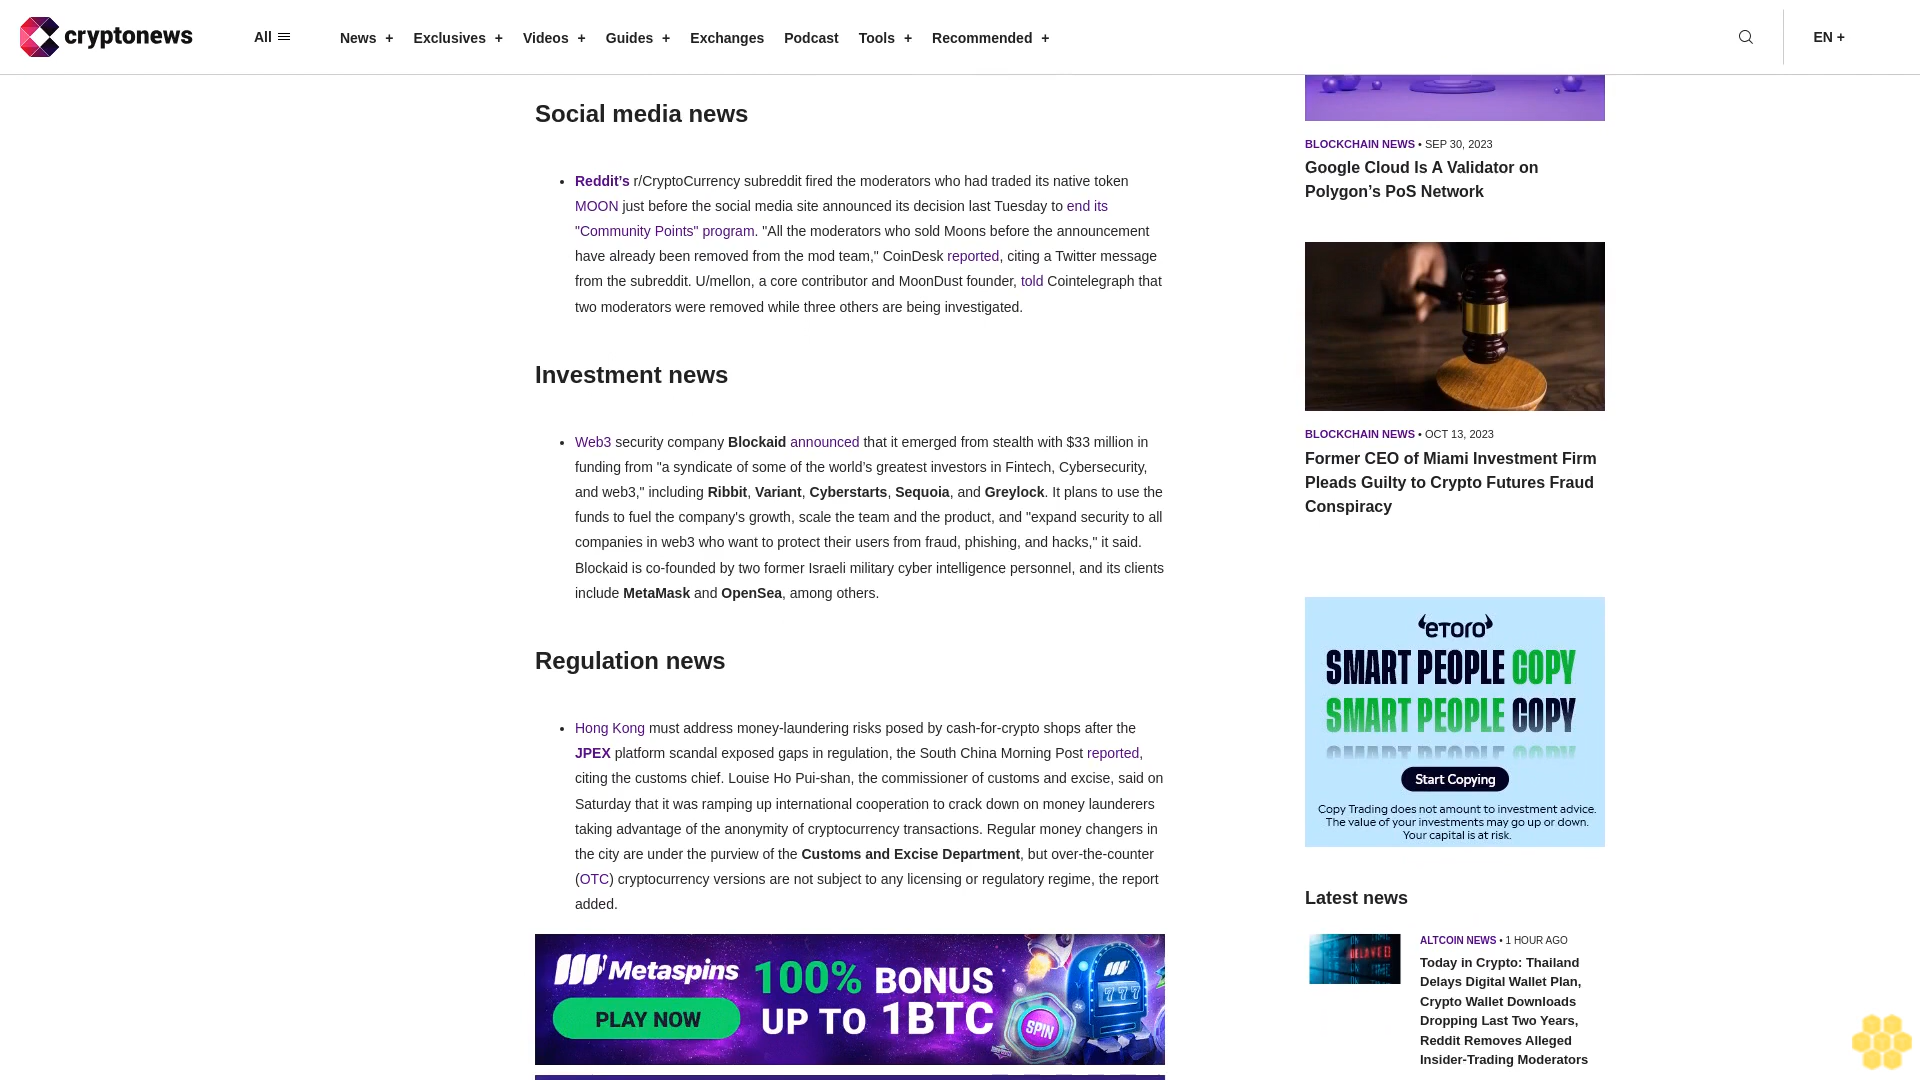 cryptonews
All
News +
Exclusives +
Videos +
Guides +
Exchanges
Podcast
Tools +
Recommended +
EN +
Social media news
Reddit’s r/CryptoCurrency subreddit fired the moderators who had traded its native token
MOON just before the social media site announced its decision last Tuesday to end its
"Community Points" program. "All the moderators who sold Moons before the announcement
have already been removed from the mod team," CoinDesk reported, citing a Twitter message
from the subreddit. U/mellon, a core contributor and MoonDust founder, told Cointelegraph that
two moderators were removed while three others are being investigated.
Investment news
Web3 security company Blockaid announced that it emerged from stealth with $33 million in
funding from "a syndicate of some of the world’s greatest investors in Fintech, Cybersecurity,
and web3," including Ribbit, Variant, Cyberstarts, Sequoia, and Greylock. It plans to use the
funds to fuel the company's growth, scale the team and the product, and "expand security to all
companies in web3 who want to protect their users from fraud, phishing, and hacks," it said.
Blockaid is co-founded by two former Israeli military cyber intelligence personnel, and its clients
include MetaMask and OpenSea, among others.
Regulation news
Hong Kong must address money-laundering risks posed by cash-for-crypto shops after the
JPEX platform scandal exposed gaps in regulation, the South China Morning Post reported,
citing the customs chief. Louise Ho Pui-shan, the commissioner of customs and excise, said on
Saturday that it was ramping up international cooperation to crack down on money launderers
taking advantage of the anonymity of cryptocurrency transactions. Regular money changers in
the city are under the purview of the Customs and Excise Department, but over-the-counter
(OTC) cryptocurrency versions are not subject to any licensing or regulatory regime, the report
added.
Metaspins
PLAY NOW
100% BONUS
UP TO 1BTC
777
SPIN
BLOCKCHAIN NEWS • SEP 30, 2023
Google Cloud Is A Validator on
Polygon’s PoS Network
BLOCKCHAIN NEWS • OCT 13, 2023
Former CEO of Miami Investment Firm
Pleads Guilty to Crypto Futures Fraud
Conspiracy
eToro
SMART PEOPLE COPY
SMART PEOPLE COPY
SMART PEOPLE COPY
Start Copying
Copy Trading does not amount to investment advice.
The value of your investments may go up or down.
Your capital is at risk.
Latest news
DELAYED
ALTCOIN NEWS • 1 HOUR AGO
Today in Crypto: Thailand
Delays Digital Wallet Plan,
Crypto Wallet Downloads
Dropping Last Two Years,
Reddit Removes Alleged
Insider-Trading Moderators